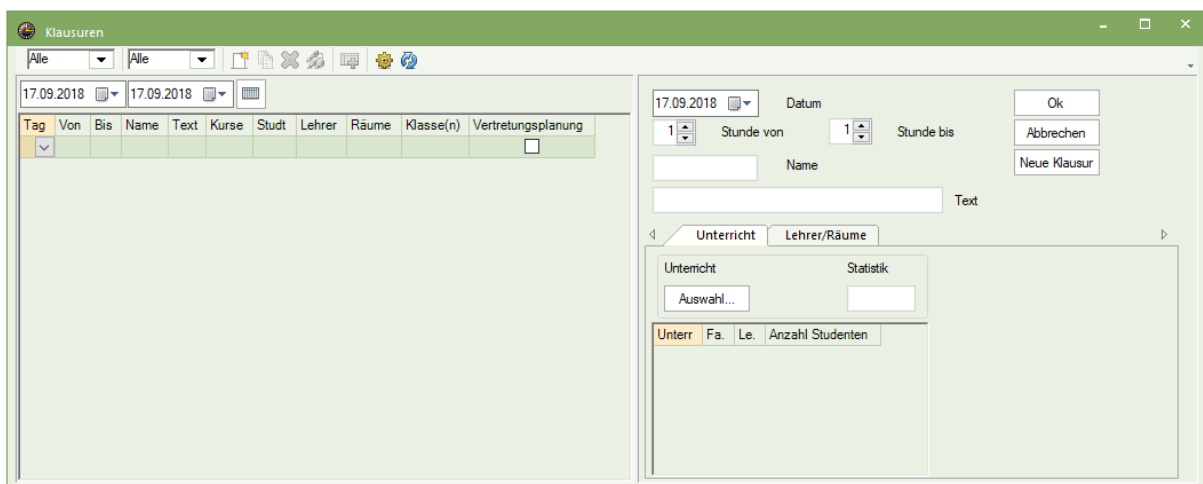 Klausuren
Alle Alle
17.09.2018 17.09.2018
Tag Von Bis Name Text Kurse Studt Lehrer Räume Klasse(n) Vertretungsplanung
17.09.2018 Datum Ok
1 Stunde von 1 Stunde bis Abbrechen
Name Neue Klausur
Text
Unterricht Lehrer/Räume
Unterricht Statistik
Auswahl...
Unterr Fa. Le. Anzahl Studenten